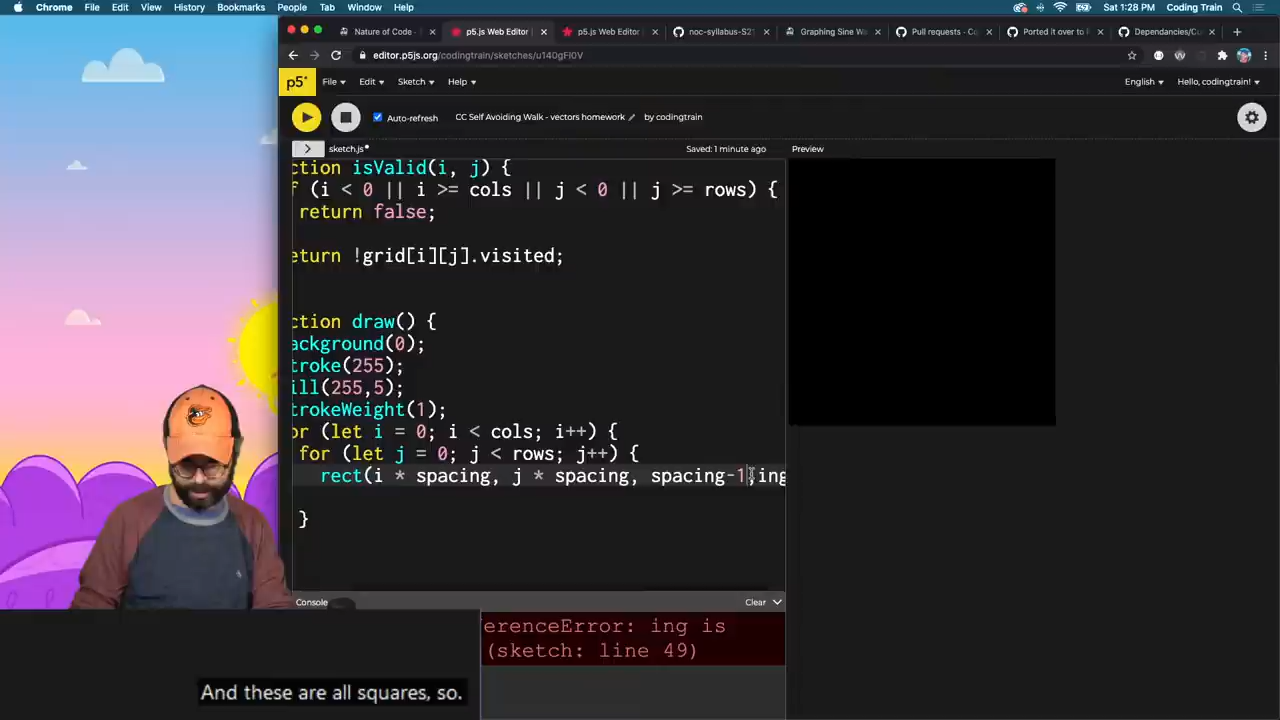 Chrome File Edit View History Bookmarks People Tab Window Help Sat 1:28 PM Coding Train
Nature of Code - p5.js Web Editor p5.js Web Editor noc-syllabus-S21 Graphing Sine Wa Pull requests - Co Ported it over to Dependencies/Cu
editor.p5js.org/codingtrain/sketches/u140gFI0V
p5* File Edit Sketch Help English Hello, codingtrain!
Auto-refresh CC Self Avoiding Walk - vectors homework by codingtrain
> sketch.js Saved: 1 minute ago Preview
ction isValid(i, j) {
f (i < 0 || i >= cols || j < 0 || j >= rows) {
return false;
eturn !grid[i][j].visited;
ction draw() {
ackground(0);
troke(255);
ill(255,5);
trokeWeight(1);
or (let i = 0; i < cols; i++) {
for (let j = 0; j < rows; j++) {
rect(i * spacing, j * spacing, spacing-1,ing
}
Console Clear
erenceError: ing is
(sketch: line 49)
And these are all squares, so.